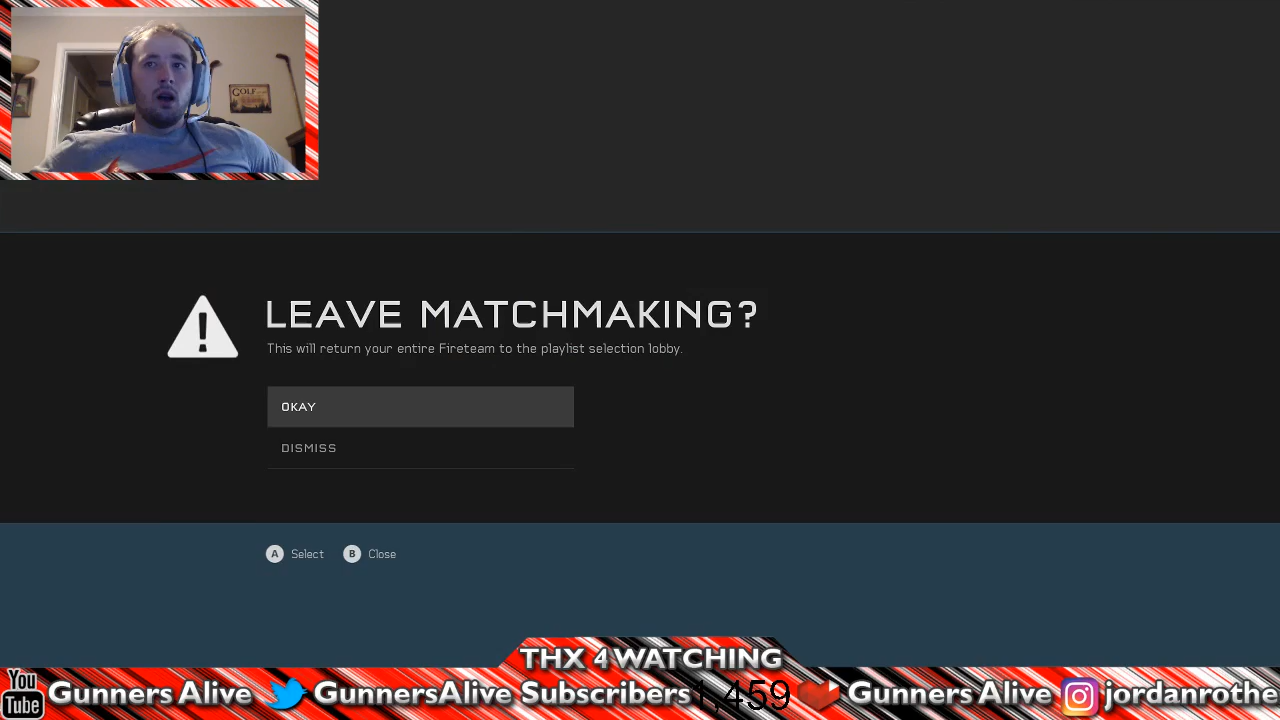 GOLF
LEAVE MATCHMAKING?
This will return your entire Fireteam to the playlist selection lobby.
OKAY
DISMISS
A Select B Close
THX 4 WATCHING
You Tube Gunners Alive GunnersAlive Subscribers 1,459 Gunners Alive jordanrothe